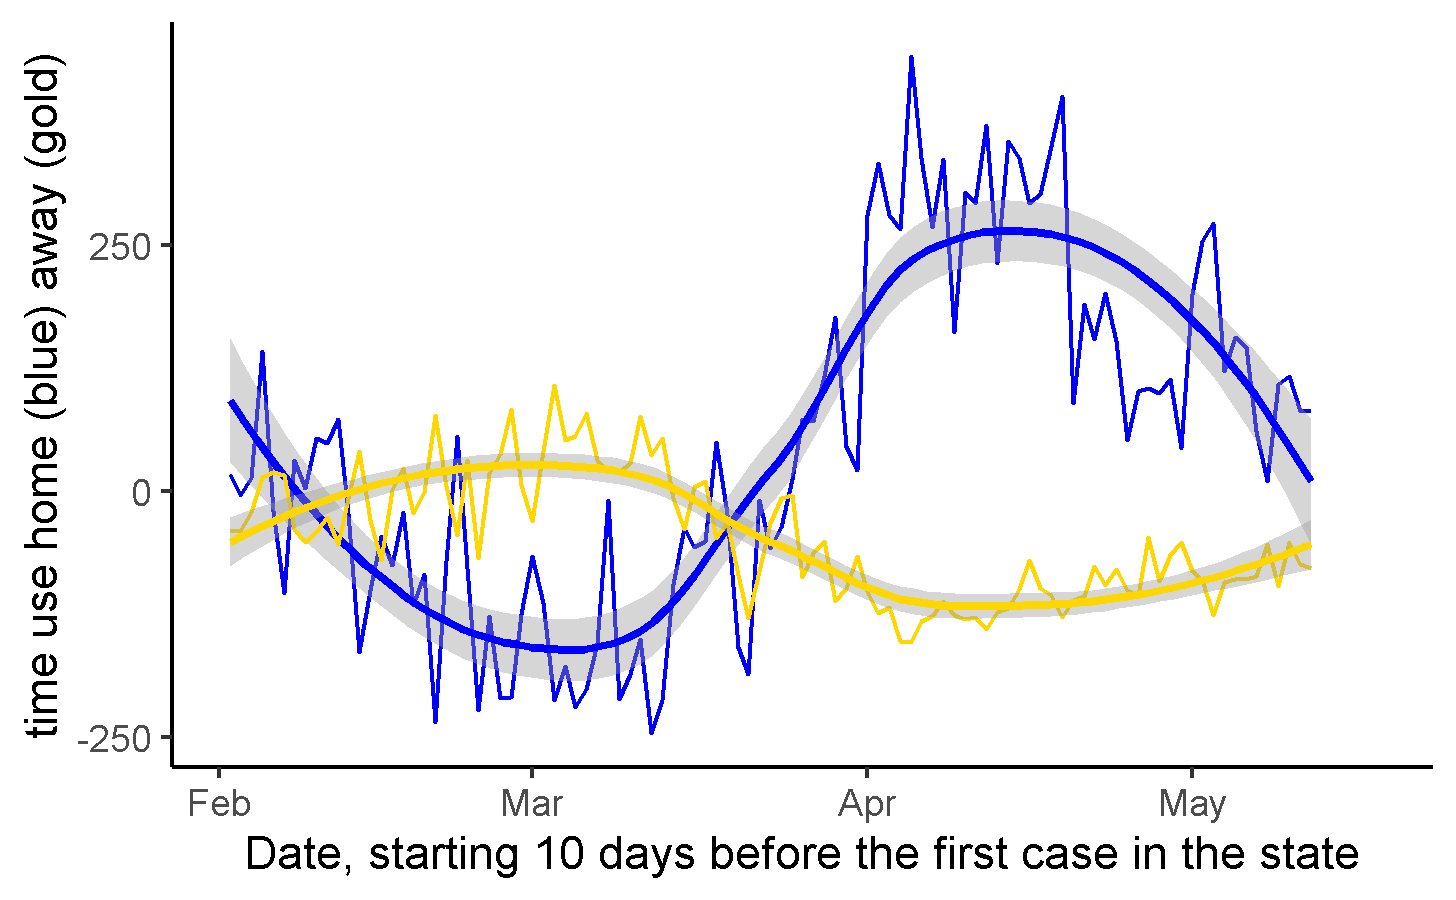 time use home (blue) away (gold)
250
0
-250
Feb
Mar
Apr
May
Date, starting 10 days before the first case in the state